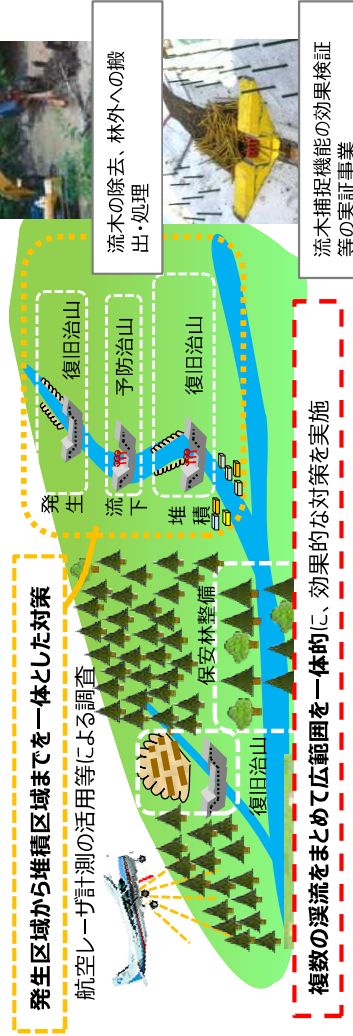 発生区域から堆積区域までを一体とした対策
航空レーザ計測の活用等による調査
発生
復旧治山
流下
予防治山
堆積
復旧治山
流木の除去、林外への搬
出・処理
流木捕捉機能の効果検証
等の実証事業
保安林整備
復旧治山
複数の渓流をまとめて広範囲を一体的に、効果的な対策を実施